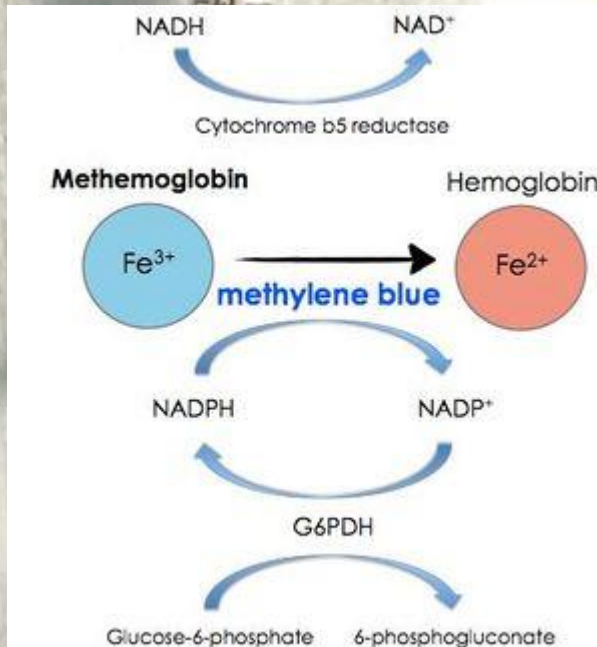 NADH NAD⁺
Cytochrome b5 reductase
Methemoglobin Hemoglobin
Fe³⁺ Fe²⁺
methylene blue
NADPH NADP⁺
G6PDH
Glucose-6-phosphate 6-phosphogluconate